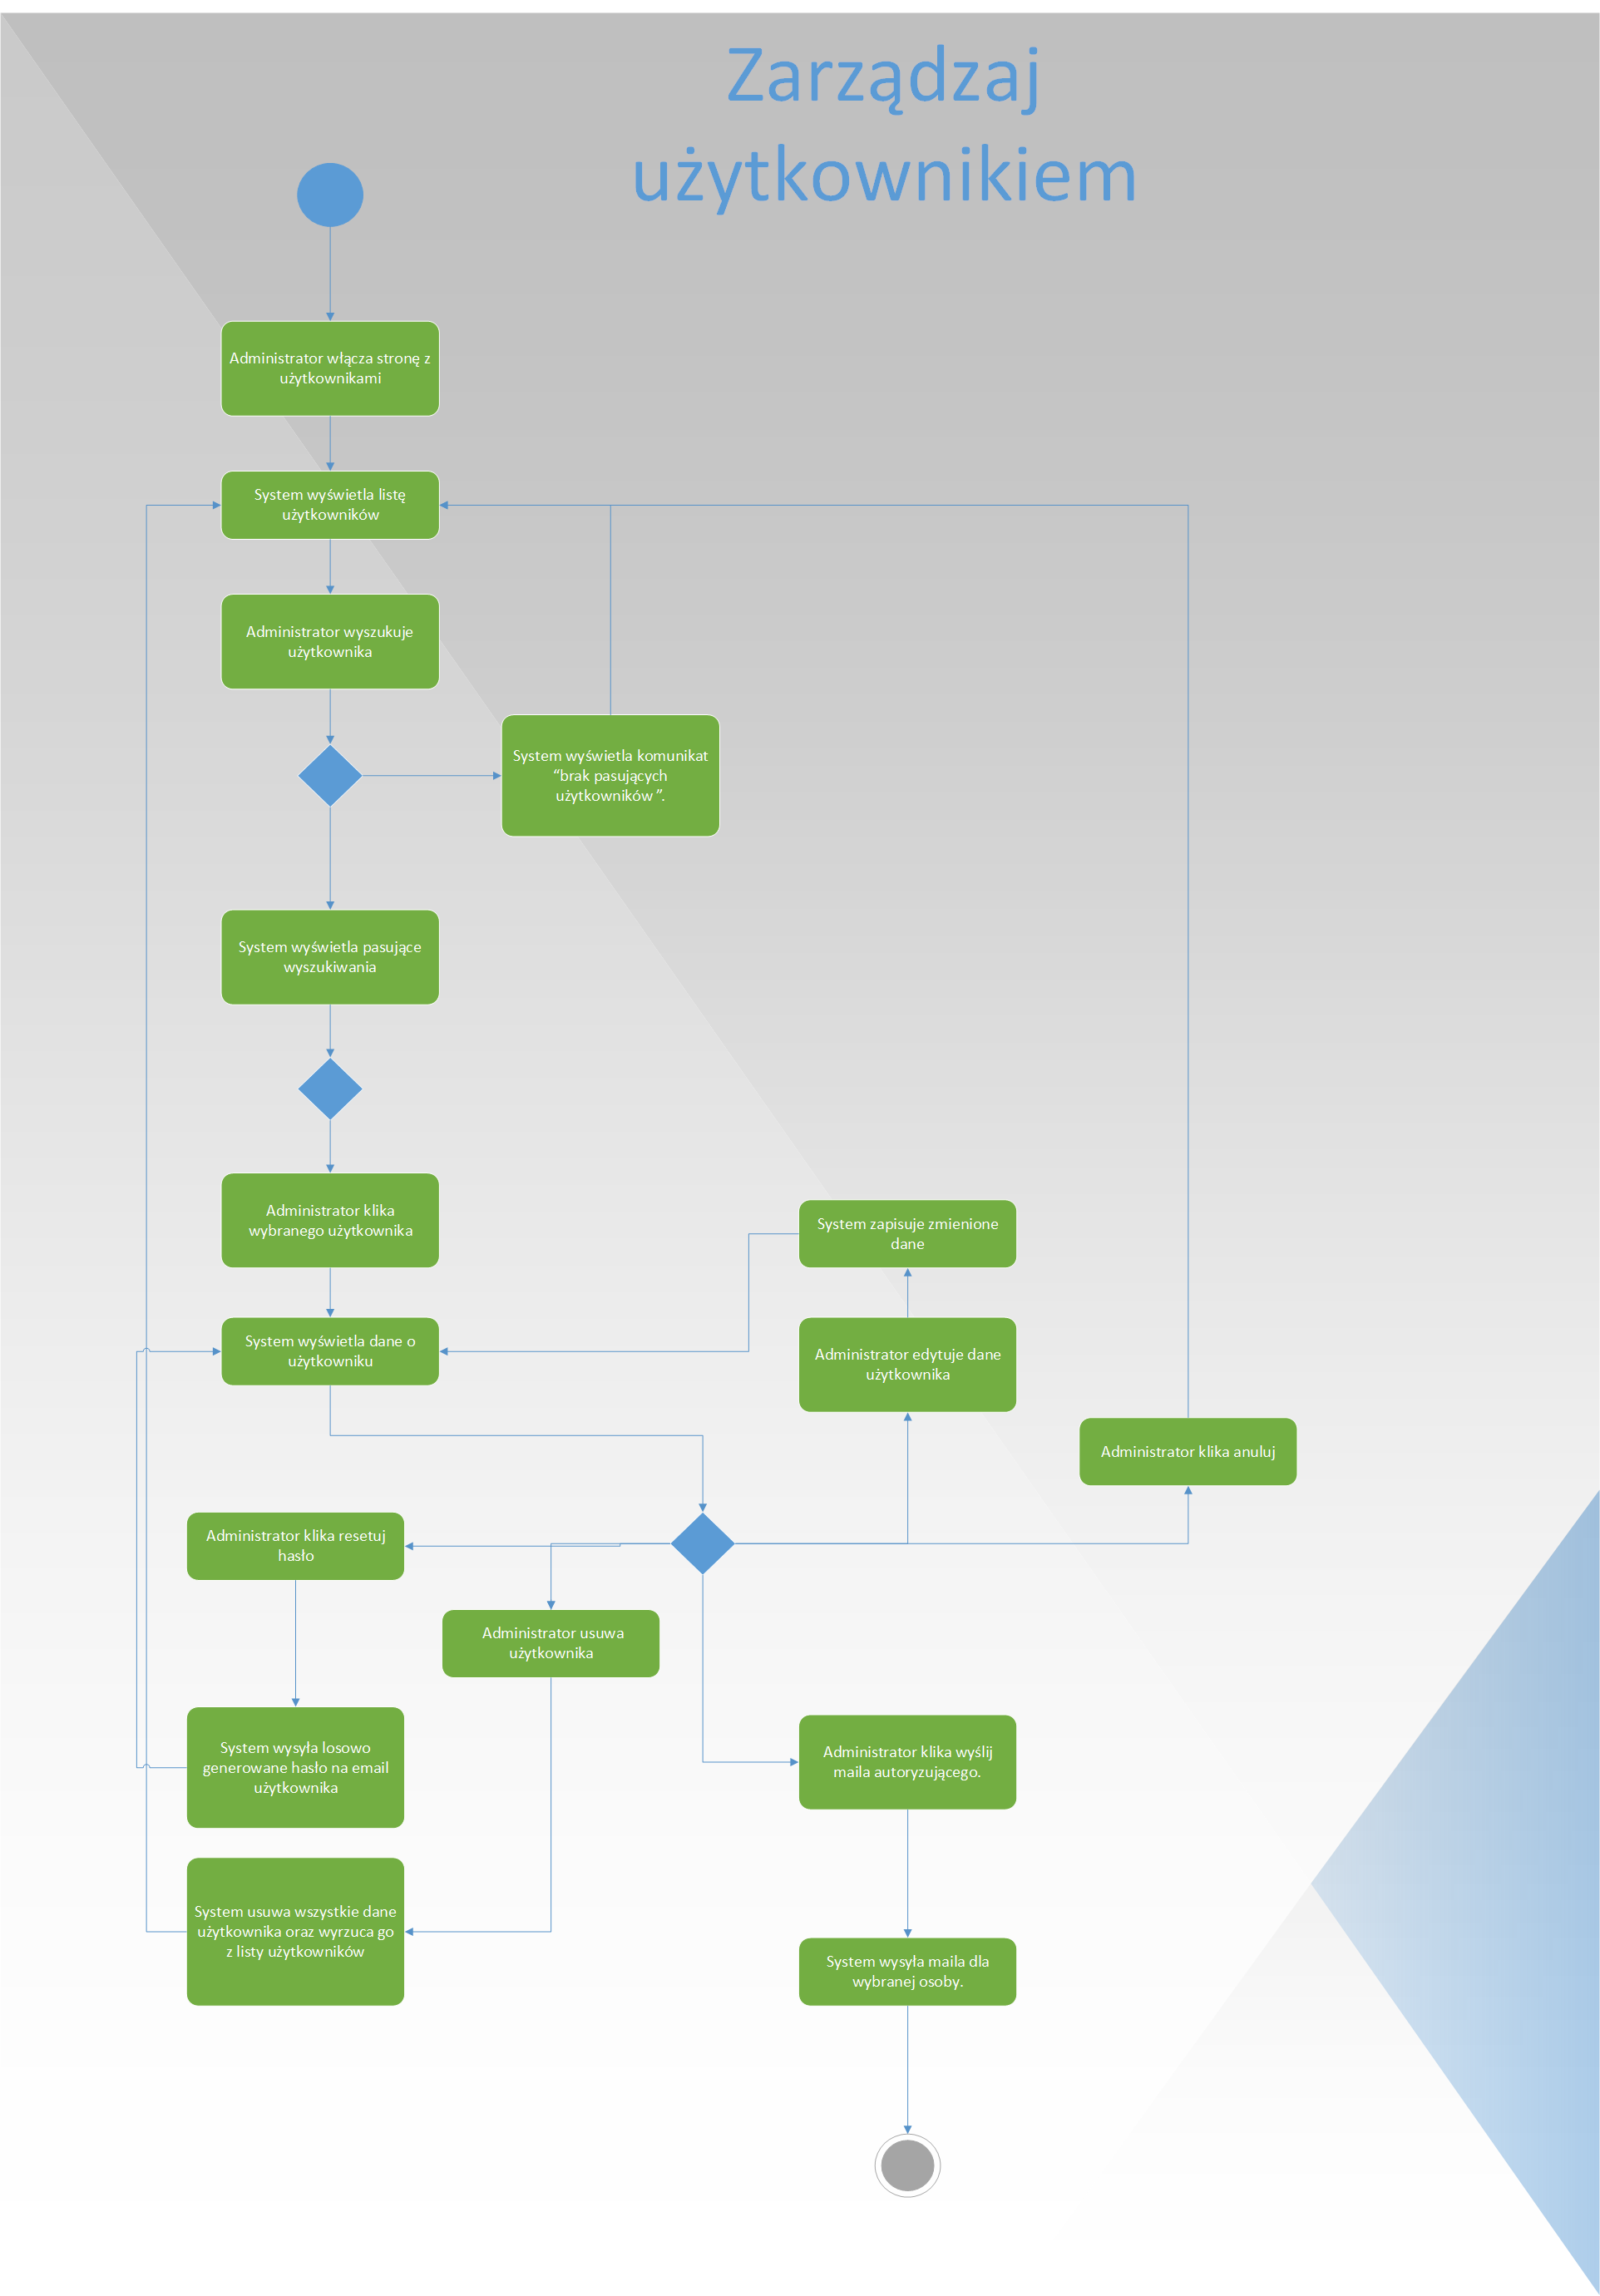 Zarządzaj
użytkownikiem
Administrator włącza stronę z
użytkownikami
System wyświetla listę
użytkowników
Administrator wyszukuje
użytkownika
System wyświetla komunikat
“brak pasujących
użytkowników”.
System wyświetla pasujące
wyszukiwania
Administrator klika
wybranego użytkownika
System zapisuje zmienione
dane
System wyświetla dane o
użytkowniku
Administrator edytuje dane
użytkownika
Administrator klika anuluj
Administrator klika resetuj
hasło
Administrator usuwa
użytkownika
System wysyła losowo
generowane hasło na email
użytkownika
Administrator klika wyślij
maila autoryzującego.
System usuwa wszystkie dane
użytkownika oraz wyrzuca go
z listy użytkowników
System wysyła maila dla
wybranej osoby.